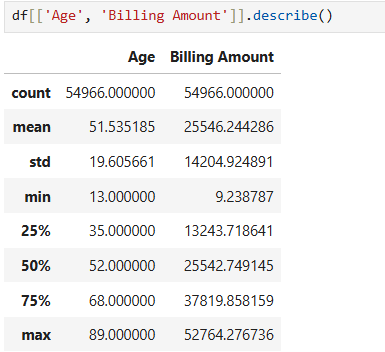 df[['Age', 'Billing Amount']].describe()
Age Billing Amount
count 54966.000000 54966.000000
mean 51.535185 25546.244286
std 19.605661 14204.924891
min 13.000000 9.238787
25% 35.000000 13243.718641
50% 52.000000 25542.749145
75% 68.000000 37819.858159
max 89.000000 52764.276736